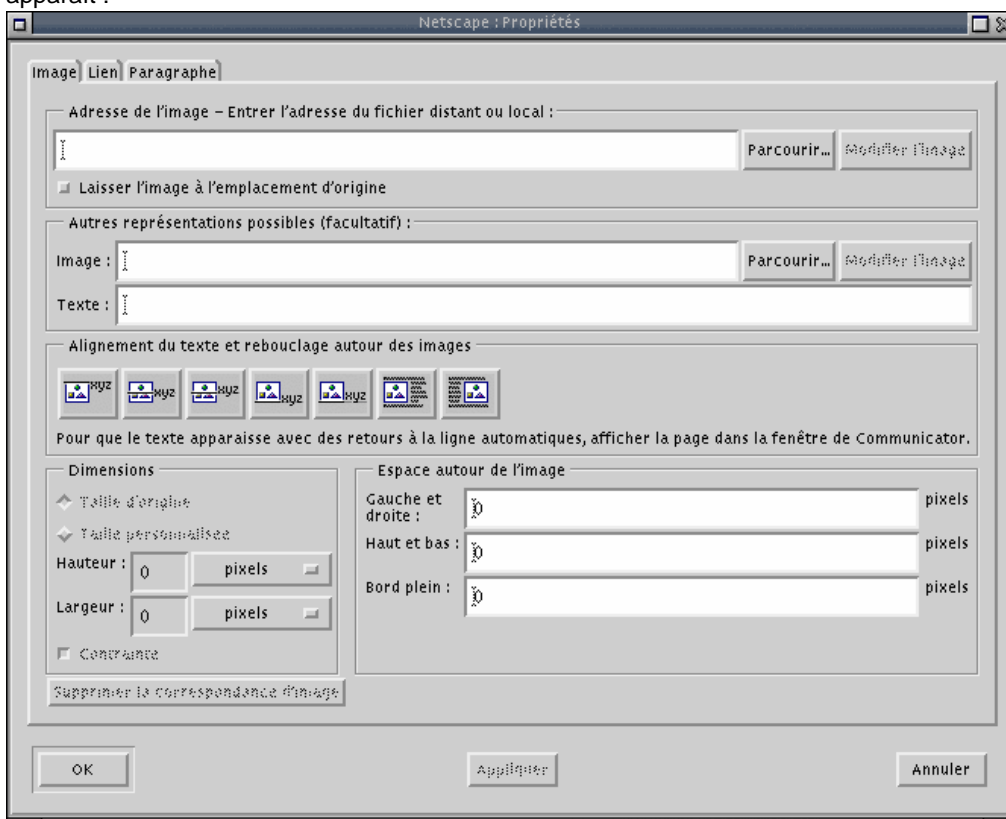 apparaît :
Netscape : Propriétés
Image Lien Paragraphe
Adresse de l'image – Entrer l'adresse du fichier distant ou local :
Parcourir... Modifier l'image
Laisser l'image à l'emplacement d'origine
Autres représentations possibles (facultatif) :
Image : Parcourir... Modifier l'image
Texte :
Alignement du texte et rebouclage autour des images
xyz xyz xyz xyz xyz
Pour que le texte apparaisse avec des retours à la ligne automatiques, afficher la page dans la fenêtre de Communicator.
Dimensions
Taille d'origine
Taille personnalisée
Hauteur : 0 pixels
Largeur : 0 pixels
Contrainte
Espace autour de l'image
Gauche et droite : 0 pixels
Haut et bas : 0 pixels
Bord plein : 0 pixels
Supprimer la correspondance d'image
OK Appliquer Annuler